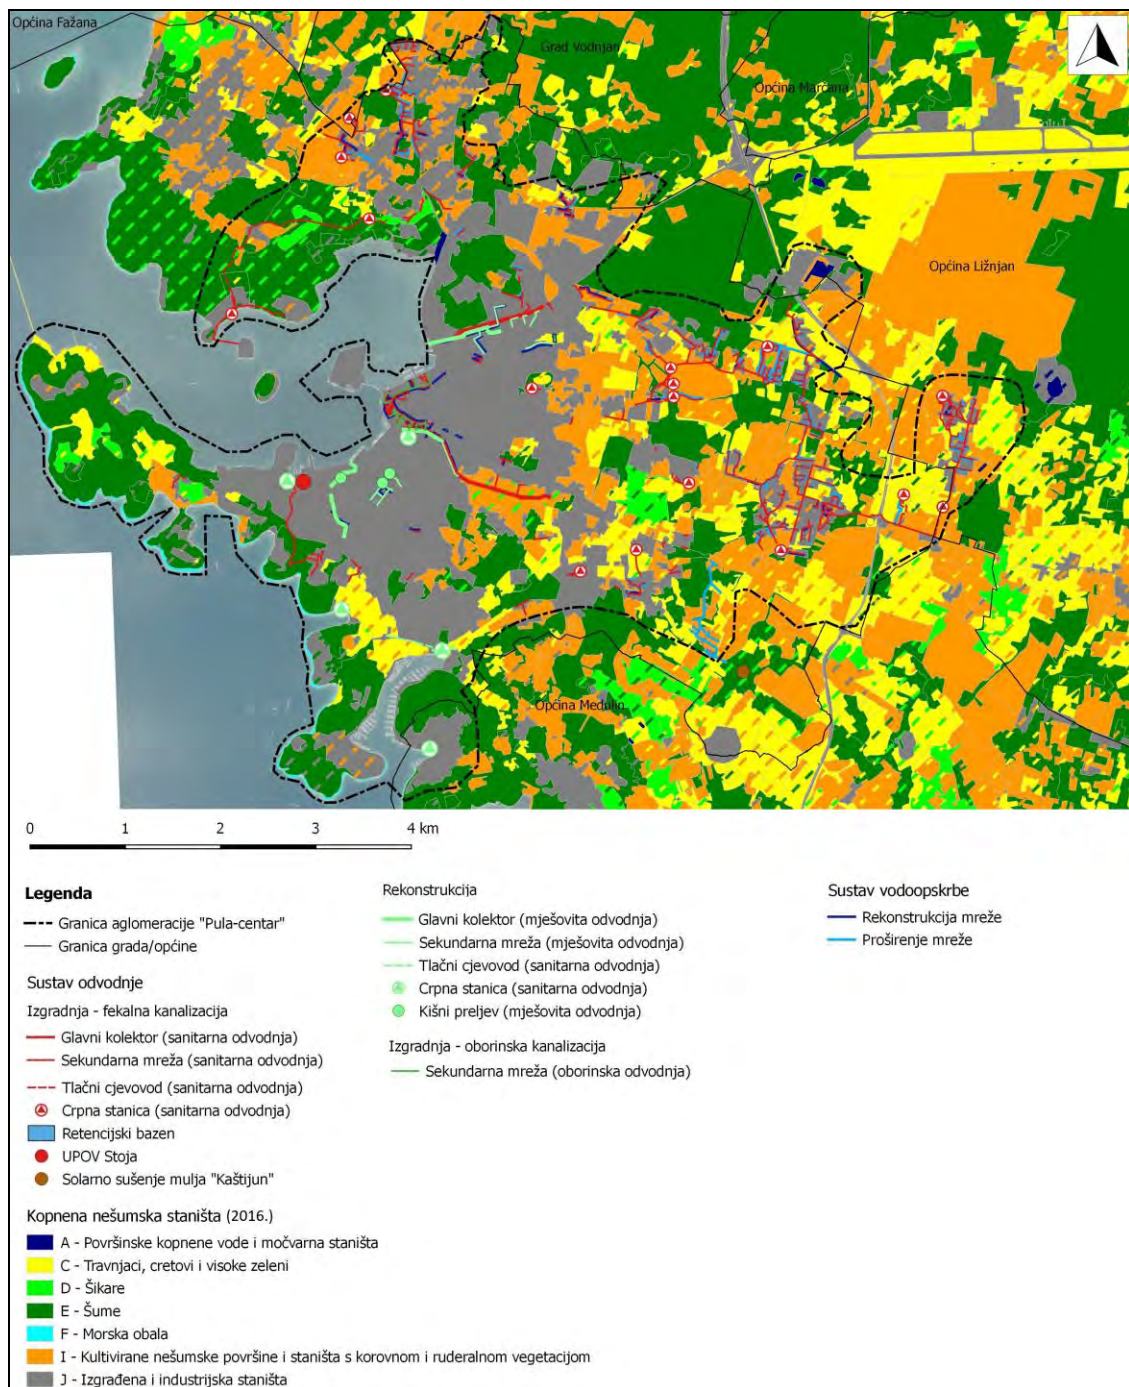 Općina Fažana
Grad Vodnjan
Općina Marčana
Općina Ližnjan
Općina Medulin
0 1 2 3 4 km
Legenda
Granica aglomeracije "Pula-centar"
Granica grada/općine
Sustav odvodnje
Izgradnja - fekalna kanalizacija
Glavni kolektor (sanitarna odvodnja)
Sekundarna mreža (sanitarna odvodnja)
Tlačni cjevovod (sanitarna odvodnja)
Crpna stanica (sanitarna odvodnja)
Retencijski bazen
UPOV Stoja
Solarno sušenje mulja "Kaštijun"
Rekonstrukcija
Glavni kolektor (mješovita odvodnja)
Sekundarna mreža (mješovita odvodnja)
Tlačni cjevovod (sanitarna odvodnja)
Crpna stanica (sanitarna odvodnja)
Kišni preljev (mješovita odvodnja)
Izgradnja - oborinska kanalizacija
Sekundarna mreža (oborinska odvodnja)
Sustav vodoopskrbe
Rekonstrukcija mreže
Proširenje mreže
Kopnena nešumska staništa (2016.)
A - Površinske kopnene vode i močvarna staništa
C - Travnjaci, cretovi i visoke zeleni
D - Šikare
E - Šume
F - Morska obala
I - Kultivirane nešumske površine i staništa s korovnom i ruderalnom vegetacijom
J - Izgrađena i industrijska staništa